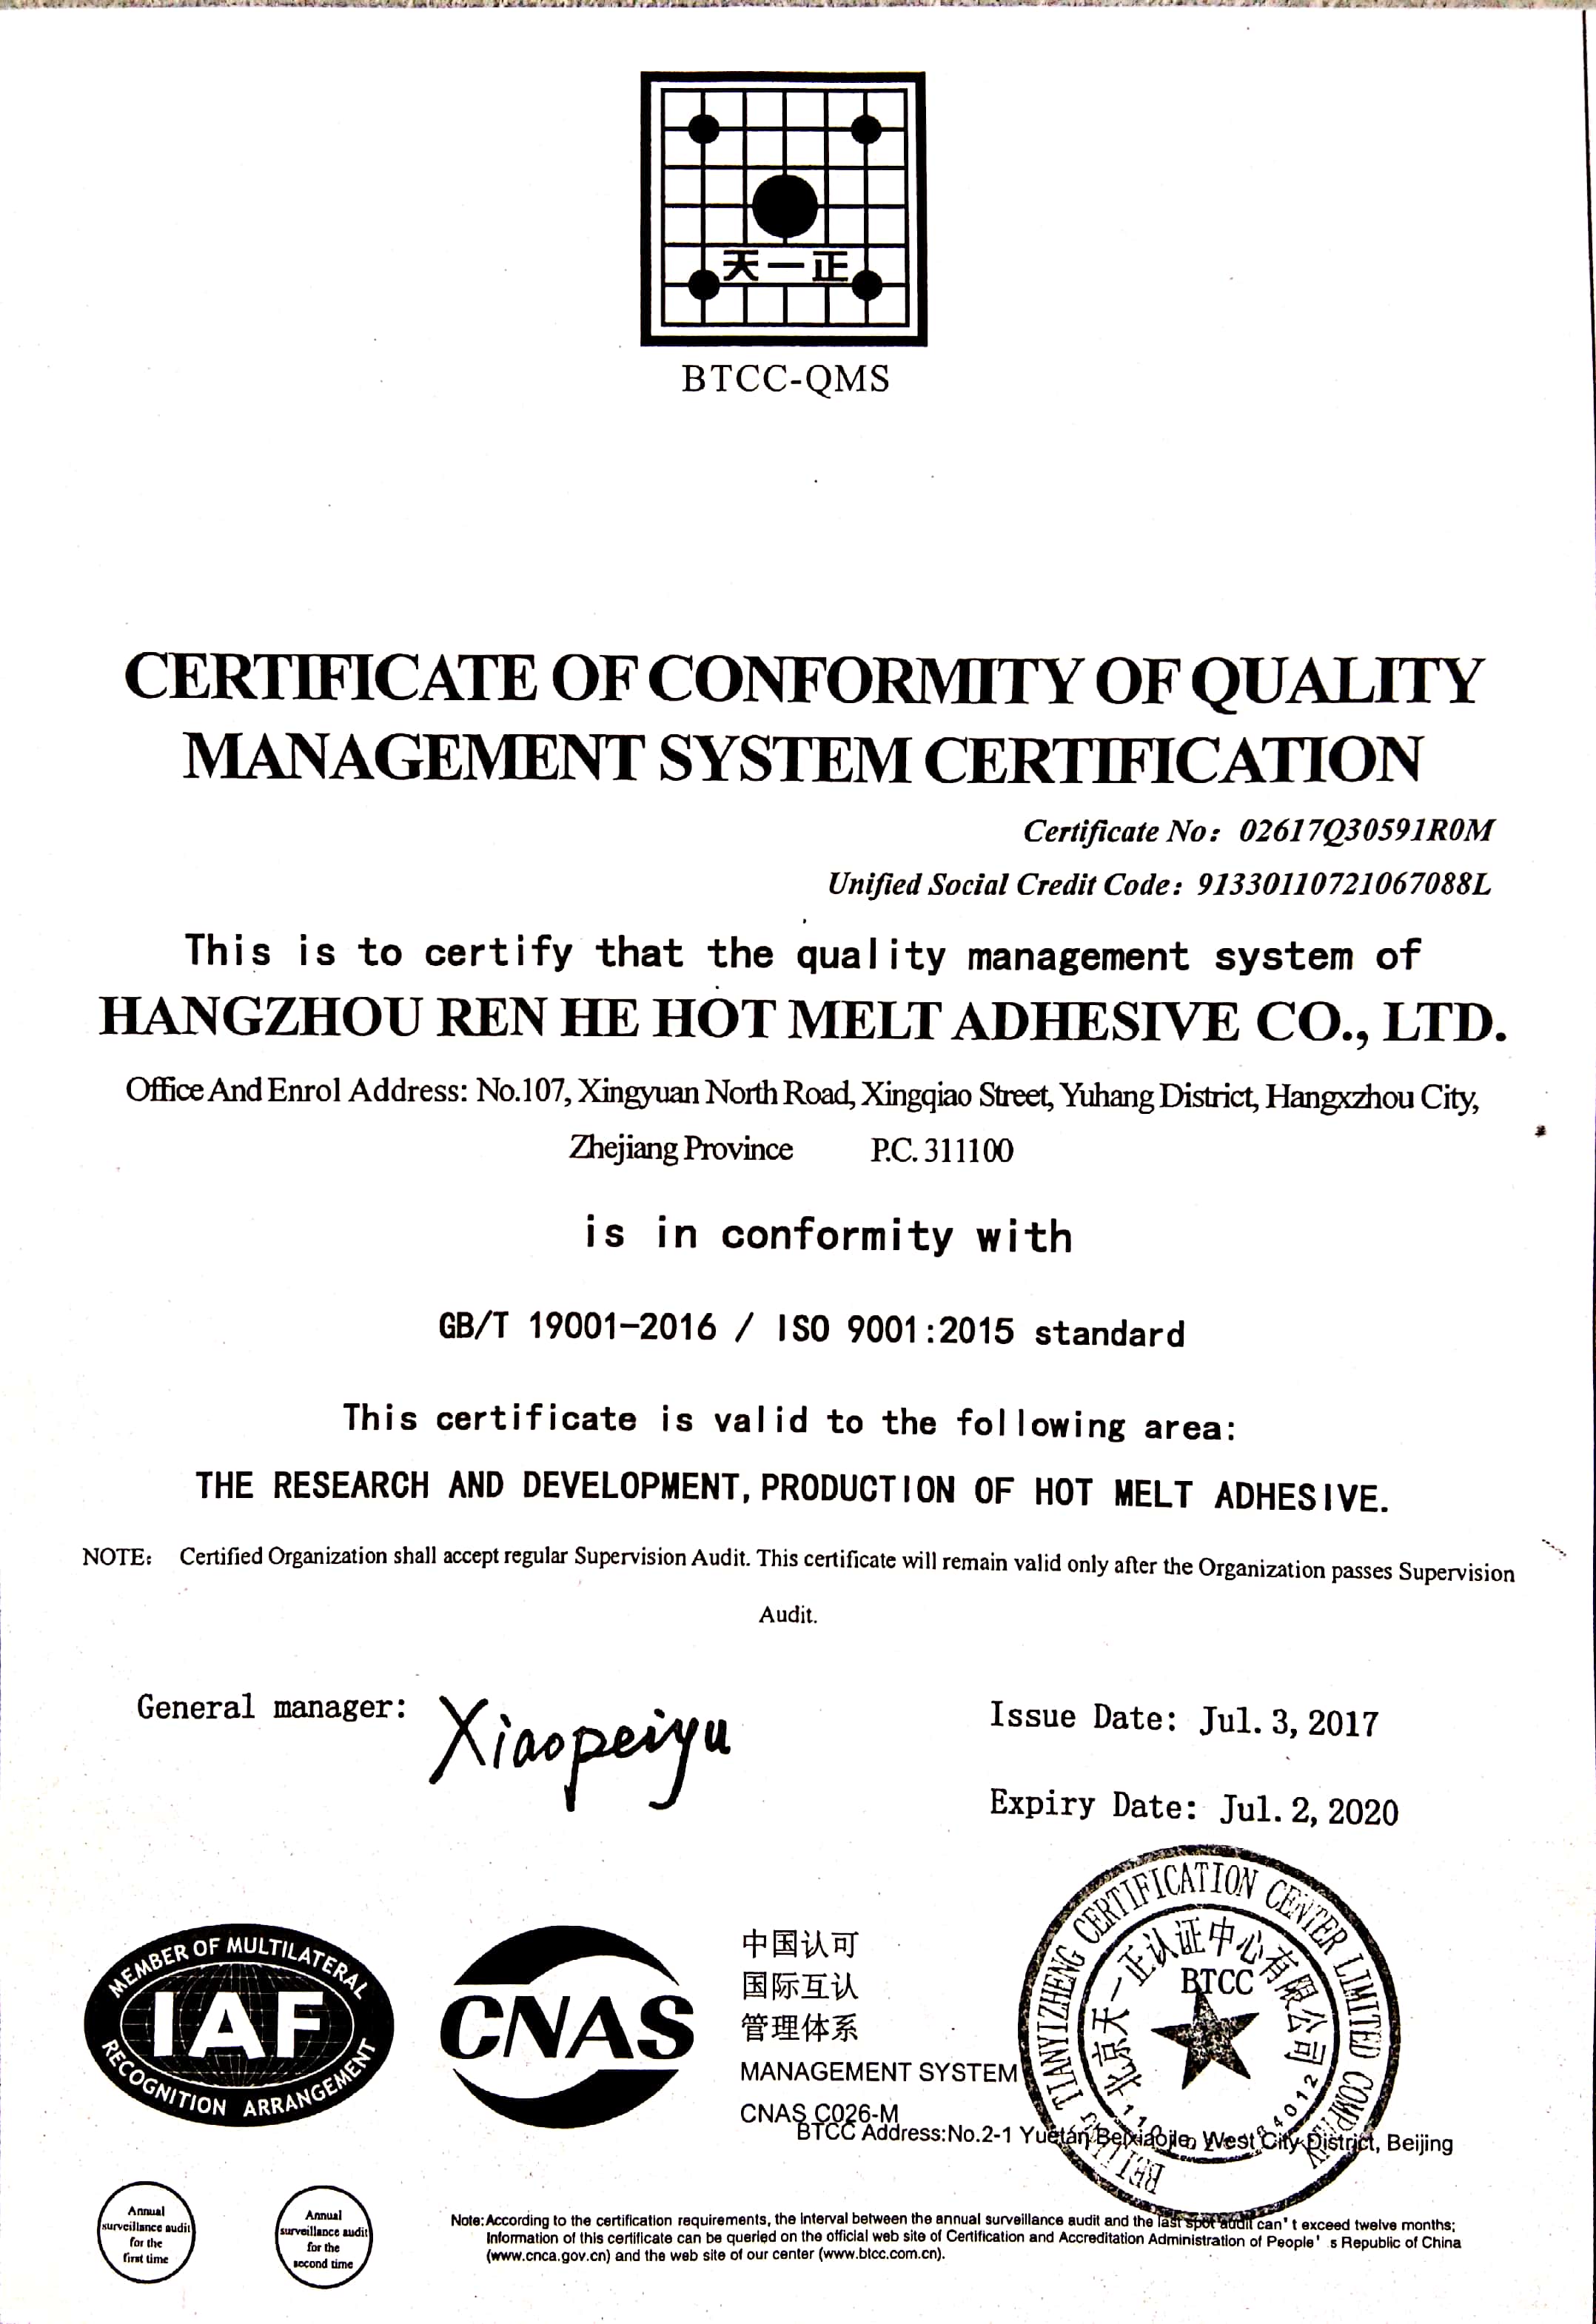 天一正
BTCC-QMS
CERTIFICATE OF CONFORMITY OF QUALITY
MANAGEMENT SYSTEM CERTIFICATION
Certificate No: 02617Q30591R0M
Unified Social Credit Code: 91330110721067088L
This is to certify that the quality management system of
HANGZHOU REN HE HOT MELT ADHESIVE CO., LTD.
Office And Enrol Address: No.107, Xingyuan North Road, Xingqiao Street, Yuhang District, Hangxzhou City,
Zhejiang Province P.C. 311100
is in conformity with
GB/T 19001-2016 / ISO 9001:2015 standard
This certificate is valid to the following area:
THE RESEARCH AND DEVELOPMENT, PRODUCTION OF HOT MELT ADHESIVE.
NOTE: Certified Organization shall accept regular Supervision Audit. This certificate will remain valid only after the Organization passes Supervision
Audit.
General manager: Xiaopeiyu
Issue Date: Jul. 3, 2017
Expiry Date: Jul. 2, 2020
MEMBER OF MULTILATERAL
IAF
RECOGNITION ARRANGEMENT
CNAS
中国认可
国际互认
管理体系
MANAGEMENT SYSTEM
CNAS C026-M
BEIJING TIANYIZHENG CERTIFICATION CENTER LIMITED COMPANY
北京天一正认证中心有限公司
BTCC
BTCC Address:No.2-1 Yuetan Beixiaojie, West City District, Beijing
Annual
surveillance audit
for the
first time
Annual
surveillance audit
for the
second time
Note:According to the certification requirements, the interval between the annual surveillance audit and the last spot audit can't exceed twelve months;
Information of this certificate can be queried on the official web site of Certification and Accreditation Administration of People's Republic of China
(www.cnca.gov.cn) and the web site of our center (www.btcc.com.cn).